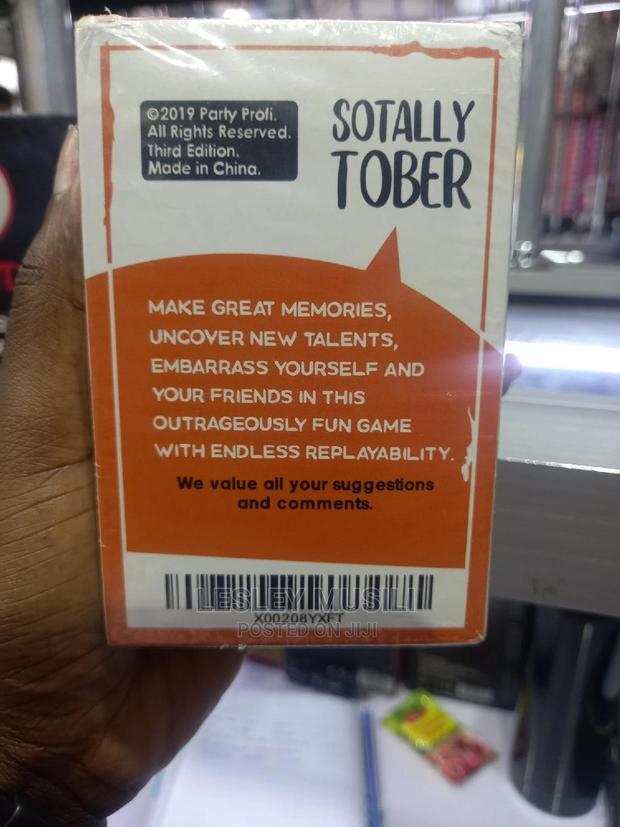 ©2019 Party Profi.
All Rights Reserved.
Third Edition.
Made in China.
SOTALLY
TOBER
MAKE GREAT MEMORIES,
UNCOVER NEW TALENTS,
EMBARRASS YOURSELF AND
YOUR FRIENDS IN THIS
OUTRAGEOUSLY FUN GAME
WITH ENDLESS REPLAYABILITY.
We value all your suggestions
and comments.
LESLEY MUSILI
X00208YXFT
POSTED ON JIJI